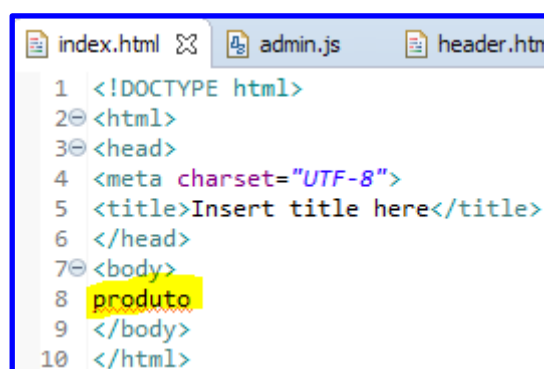 index.html admin.js header.htm
1 <!DOCTYPE html>
2 <html>
3 <head>
4 <meta charset="UTF-8">
5 <title>Insert title here</title>
6 </head>
7 <body>
8 produto
9 </body>
10 </html>